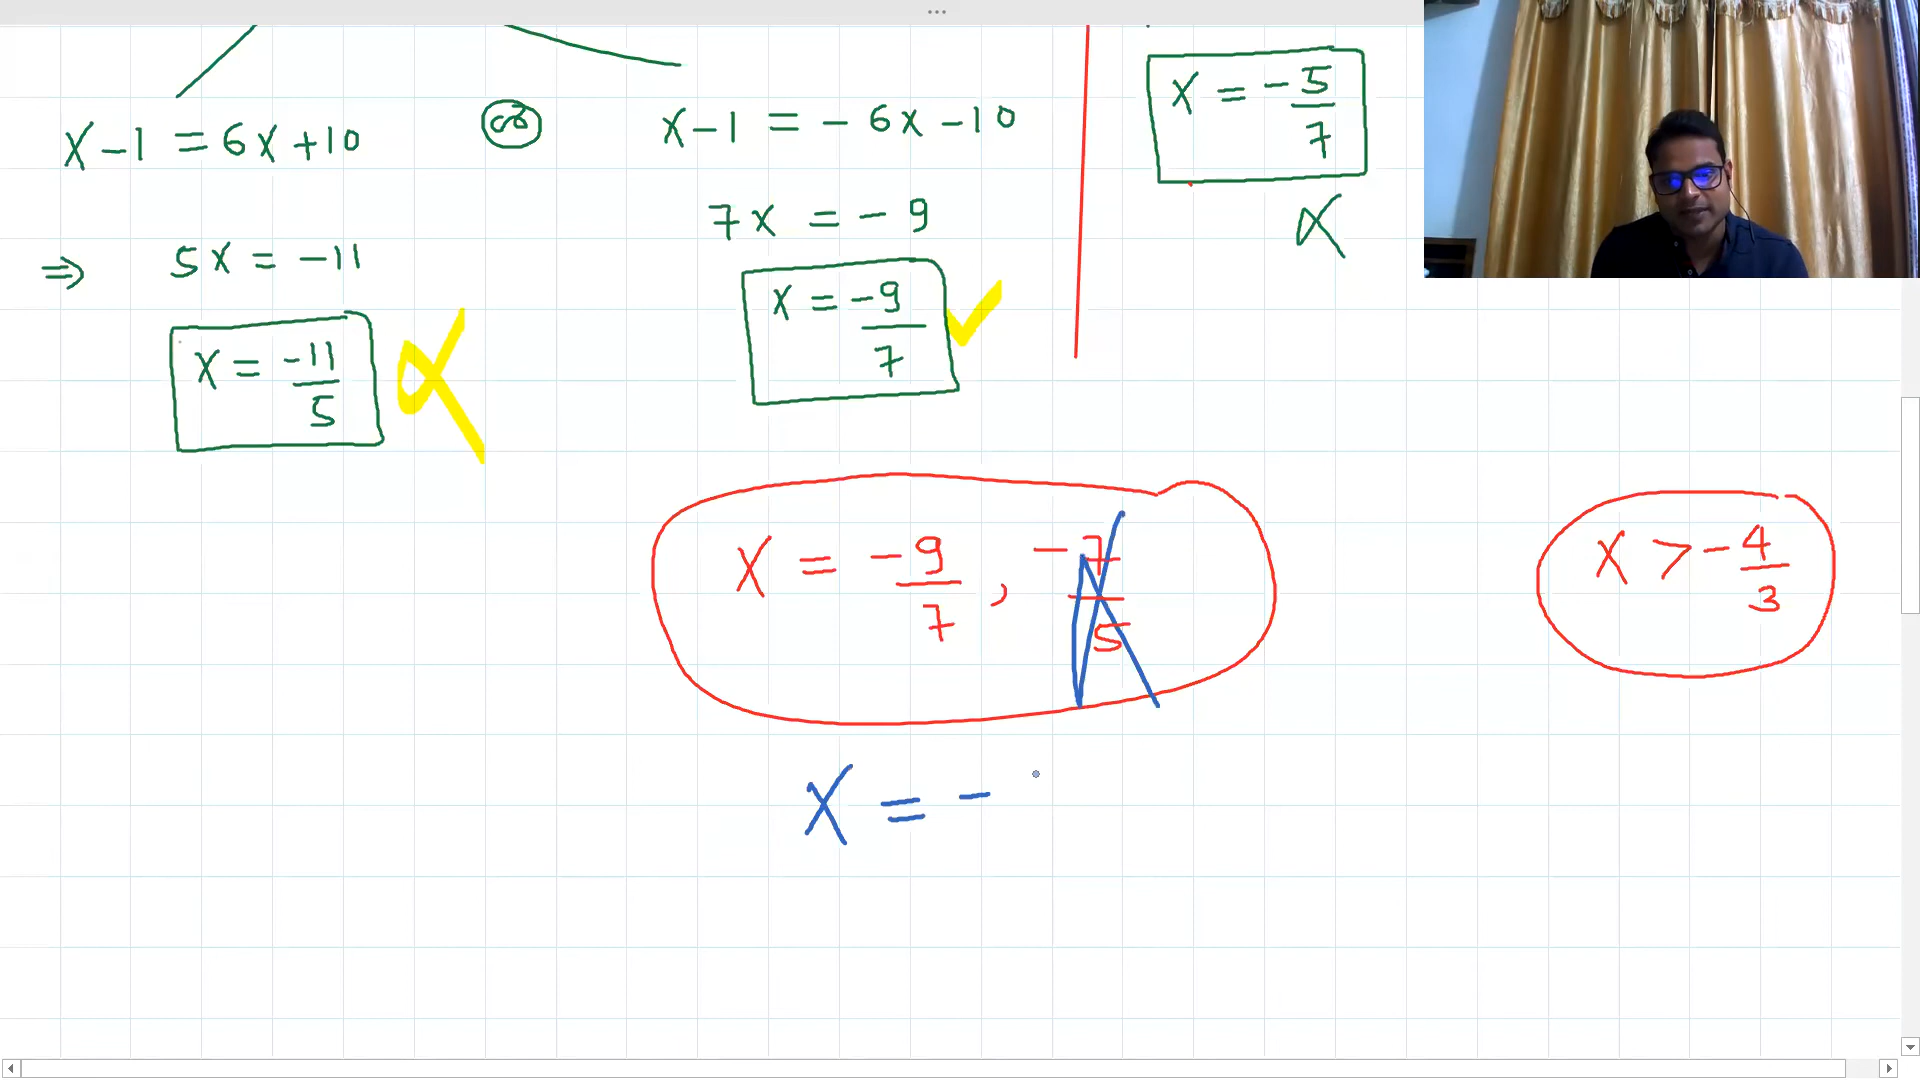 x-1 = 6x+10 or x-1 = -6x-10
⇒ 5x = -11
x = -11/5
7x = -9
x = -9/7 ✓
x = -5/7
x = -9/7, -7/5
x > -4/3
x = -